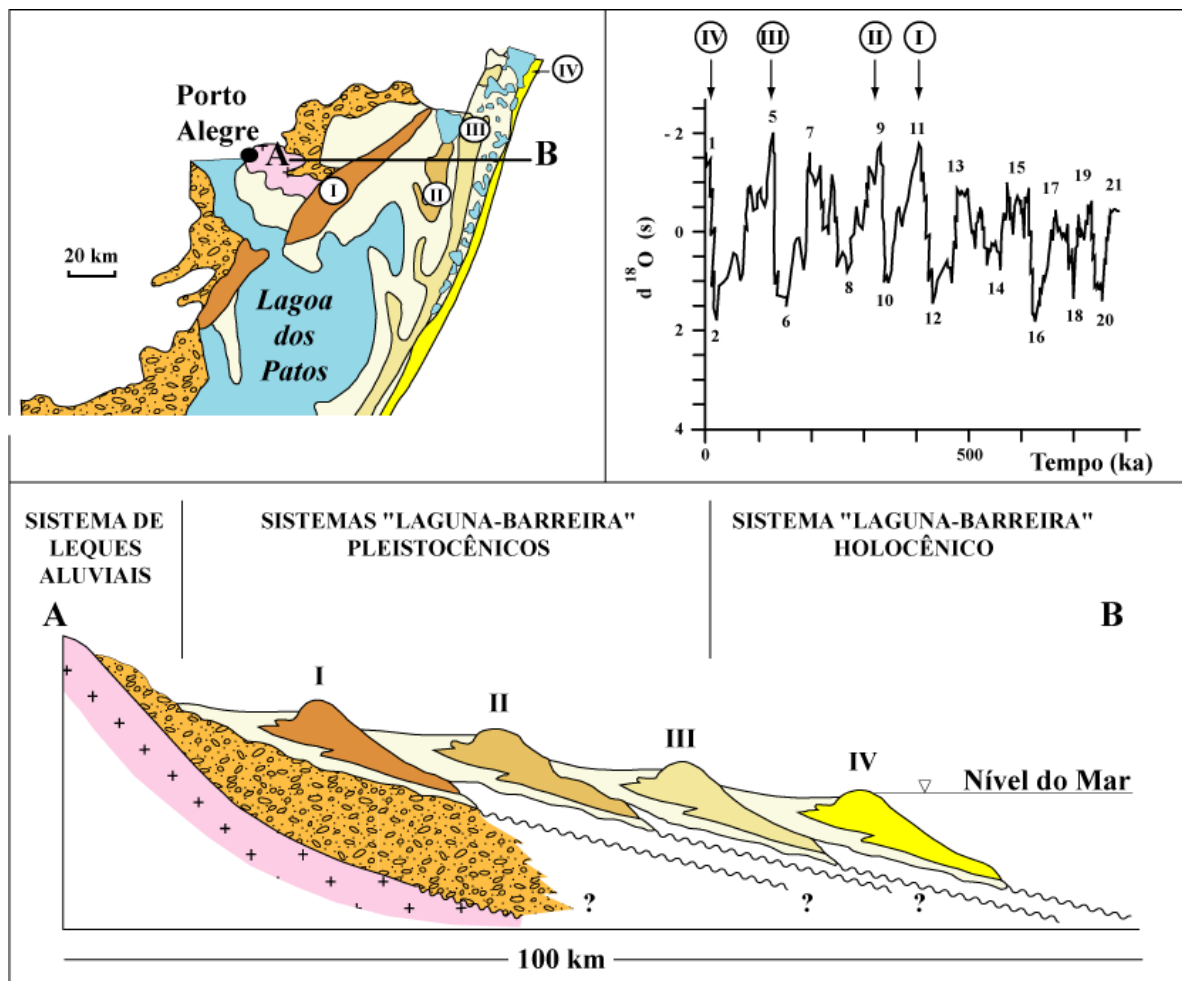 Porto
Alegre
A
B
I
II
III
IV
20 km
Lagoa
dos
Patos
IV III II I
- 2
0
2
4
d 18 O (s)
1
5
7
9
11
13
15
17
19
21
2
6
8
10
12
14
16
18
20
0
500
Tempo (ka)
SISTEMA DE
LEQUES
ALUVIAIS
SISTEMAS "LAGUNA-BARREIRA"
PLEISTOCÊNICOS
SISTEMA "LAGUNA-BARREIRA"
HOLOCÊNICO
A
B
I
II
III
IV
Nível do Mar
? ? ?
100 km